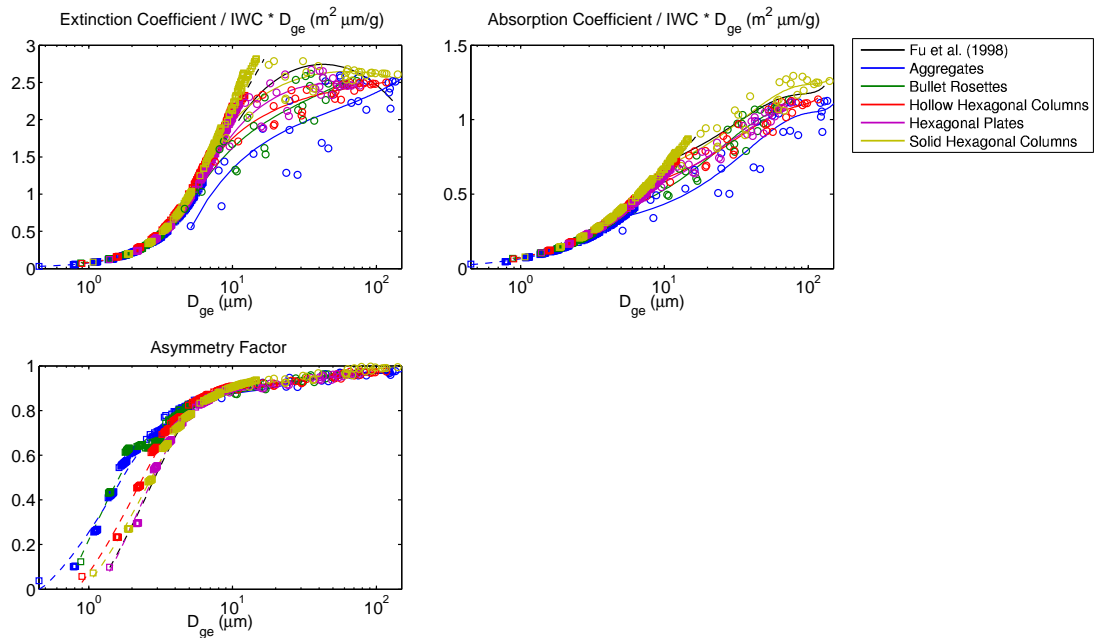 Extinction Coefficient / IWC * D_ge (m² μm/g)
3
2.5
2
1.5
1
0.5
0
10⁰
10¹
10²
D_ge (μm)
Absorption Coefficient / IWC * D_ge (m² μm/g)
1.5
1
0.5
0
10⁰
10¹
10²
D_ge (μm)
Fu et al. (1998)
Aggregates
Bullet Rosettes
Hollow Hexagonal Columns
Hexagonal Plates
Solid Hexagonal Columns
Asymmetry Factor
1
0.8
0.6
0.4
0.2
0
10⁰
10¹
10²
D_ge (μm)